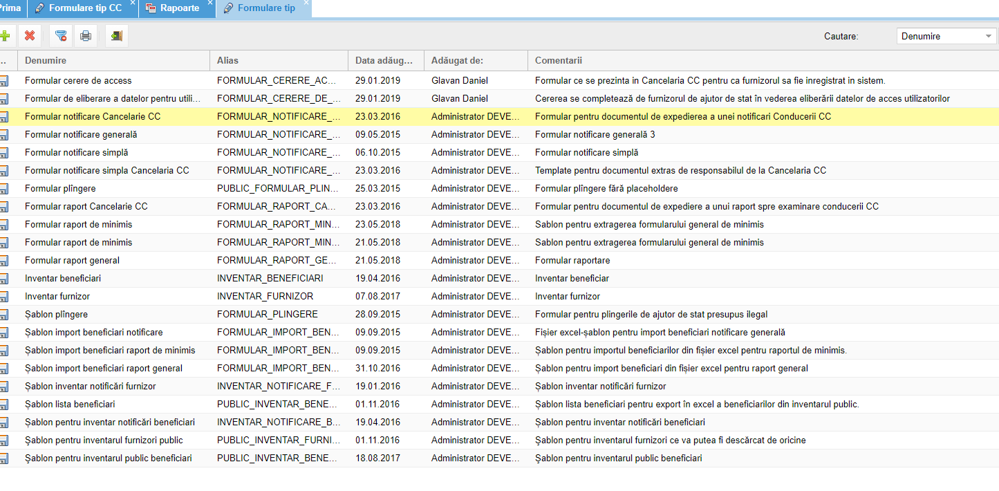 Prima Formulare tip CC Rapoarte Formulare tip
Cautare: Denumire
... Denumire Alias Data adăug... Adăugat de: Comentarii
Formular cerere de access FORMULAR_CERERE_AC... 29.01.2019 Glavan Daniel Formular ce se prezinta in Cancelaria CC pentru ca furnizorul sa fie inregistrat in sistem.
Formular de eliberare a datelor pentru utili... FORMULAR_CERERE_DE_... 29.01.2019 Glavan Daniel Cererea se completează de furnizorul de ajutor de stat în vederea eliberării datelor de acces utilizatorilor
Formular notificare Cancelarie CC FORMULAR_NOTIFICARE_... 23.03.2016 Administrator DEVE... Formular pentru documentul de expedierea a unei notificari Conducerii CC
Formular notificare generală FORMULAR_NOTIFICARE_... 09.05.2015 Administrator DEVE... Formular notificare generală 3
Formular notificare simplă FORMULAR_NOTIFICARE_... 06.10.2015 Administrator DEVE... Formular notificare simplă
Formular notificare simpla Cancelaria CC FORMULAR_NOTIFICARE_... 23.03.2016 Administrator DEVE... Template pentru documentul extras de responsabilul de la Cancelaria CC
Formular plîngere PUBLIC_FORMULAR_PLIN... 25.03.2015 Administrator DEVE... Formular plîngere fără placeholdere
Formular raport Cancelarie CC FORMULAR_RAPORT_CA... 23.03.2016 Administrator DEVE... Formular pentru documentul de expediere a unui raport spre examinare conducerii CC
Formular raport de minimis FORMULAR_RAPORT_MIN... 23.05.2018 Administrator DEVE... Sablon pentru extragerea formularului general de minimis
Formular raport de minimis FORMULAR_RAPORT_MIN... 21.05.2018 Administrator DEVE... Sablon pentru extragerea formularului general de minimis
Formular raport general FORMULAR_RAPORT_GE... 21.05.2018 Administrator DEVE... Formular raportare
Inventar beneficiari INVENTAR_BENEFICIARI 19.04.2016 Administrator DEVE... Inventar beneficiar
Inventar furnizor INVENTAR_FURNIZOR 07.08.2017 Administrator DEVE... Inventar furnizor
Șablon plîngere FORMULAR_PLINGERE 28.09.2015 Administrator DEVE... Formular pentru plingerile de ajutor de stat presupus ilegal
Șablon import beneficiari notificare FORMULAR_IMPORT_BEN... 09.09.2015 Administrator DEVE... Fișier excel-șablon pentru import beneficiari notificare generală
Șablon import beneficiari raport de minimis FORMULAR_IMPORT_BEN... 09.09.2015 Administrator DEVE... Șablon pentru importul beneficiarilor din fișier excel pentru raportul de minimis.
Șablon import beneficiari raport general FORMULAR_IMPORT_BEN... 31.10.2016 Administrator DEVE... Șablon pentru import beneficiari din fișier excel pentru raport general
Șablon inventar notificări furnizor INVENTAR_NOTIFICARE_F... 19.01.2016 Administrator DEVE... Șablon inventar notificări furnizor
Șablon lista beneficiari PUBLIC_INVENTAR_BENE... 01.11.2016 Administrator DEVE... Șablon lista beneficiari pentru export în excel a beneficiarilor din inventarul public.
Șablon pentru inventar notificări beneficiari INVENTAR_NOTIFICARE_B... 19.04.2016 Administrator DEVE... Șablon pentru inventar notificări beneficiari
Şablon pentru inventarul furnizori public PUBLIC_INVENTAR_FURNI... 01.11.2016 Administrator DEVE... Şablon pentru inventarul furnizori ce va putea fi descărcat de oricine
Şablon pentru inventarul public beneficiari PUBLIC_INVENTAR_BENE... 18.08.2017 Administrator DEVE... Şablon pentru inventarul public beneficiari